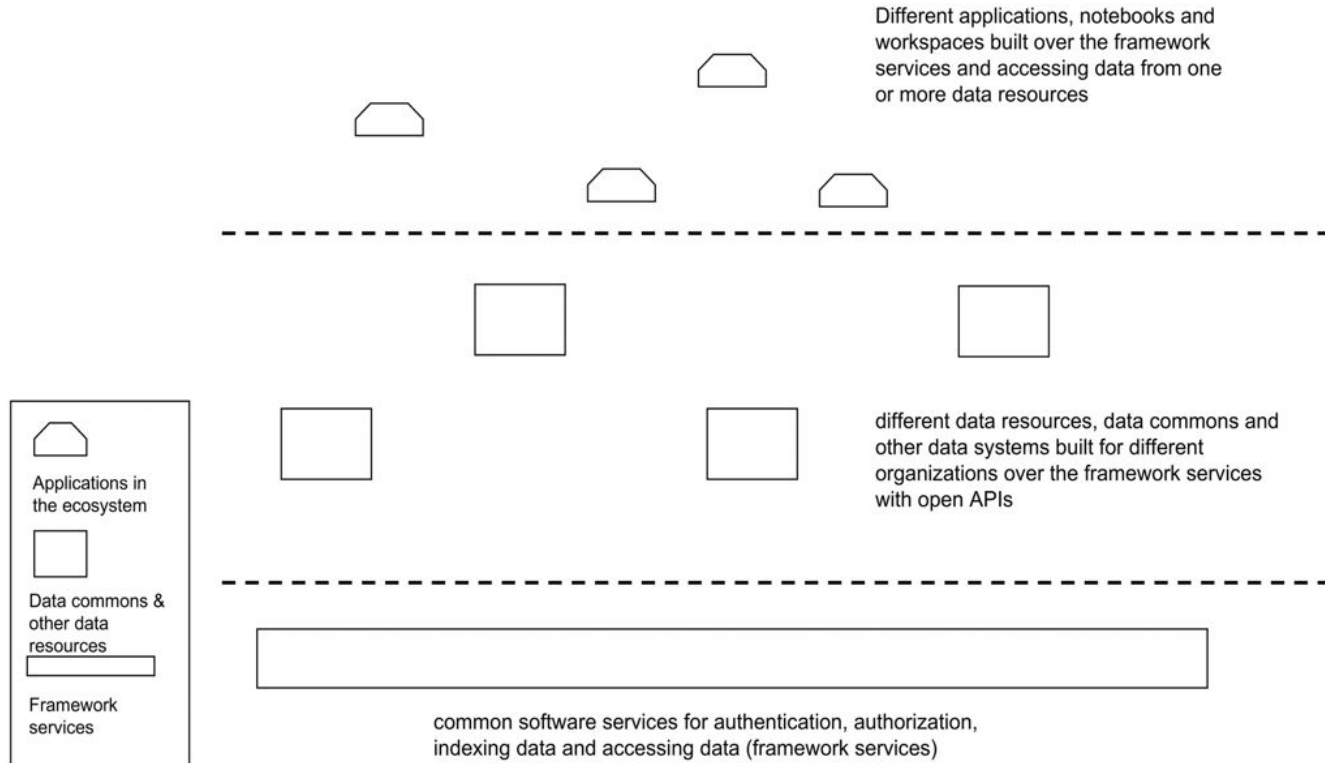 Different applications, notebooks and
workspaces built over the framework
services and accessing data from one
or more data resources
different data resources, data commons and
other data systems built for different
organizations over the framework services
with open APIs
Applications in
the ecosystem
Data commons &
other data
resources
Framework
services
common software services for authentication, authorization,
indexing data and accessing data (framework services)